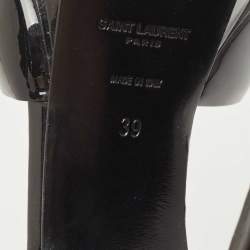 SAINT LAURENT
PARIS
MADE IN ITALY
39